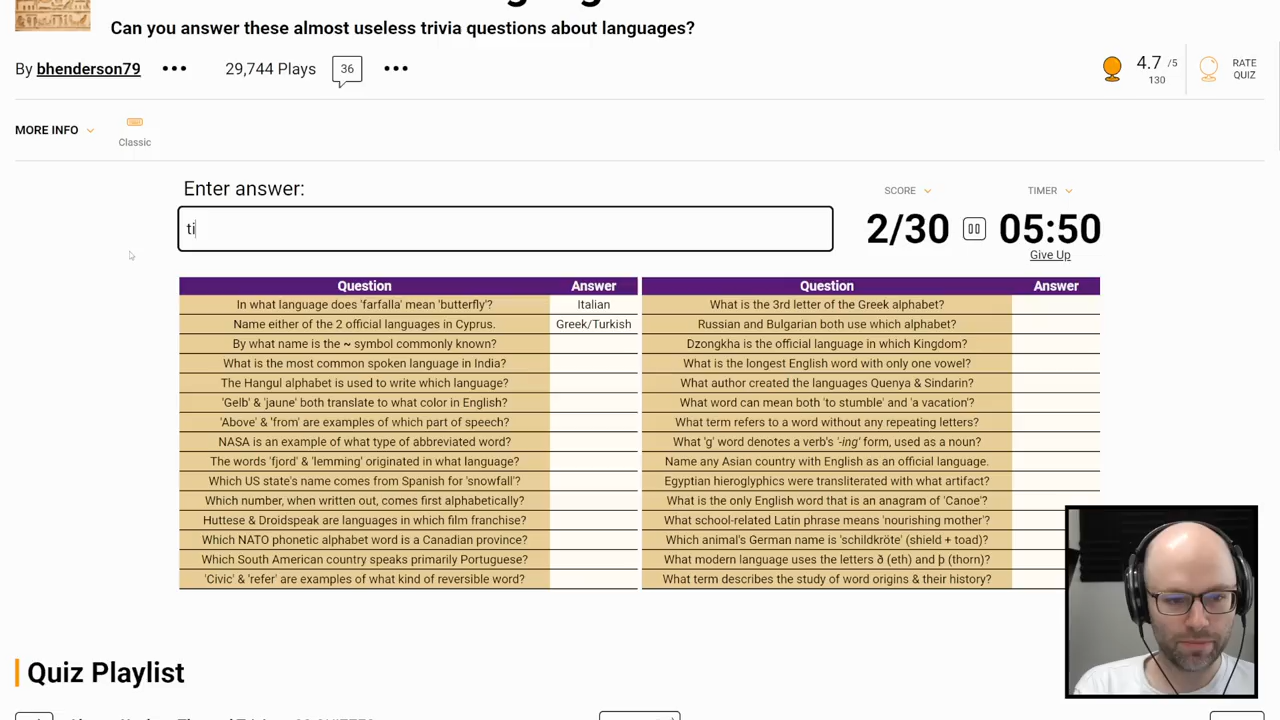 Can you answer these almost useless trivia questions about languages?
By bhenderson79 ••• 29,744 Plays 36 •••
4.7 /5
130
RATE
QUIZ
MORE INFO
Classic
Enter answer:
SCORE
TIMER
ti
2/30
05:50
Give Up
Question Answer Question Answer
In what language does 'farfalla' mean 'butterfly'? Italian What is the 3rd letter of the Greek alphabet?
Name either of the 2 official languages in Cyprus. Greek/Turkish Russian and Bulgarian both use which alphabet?
By what name is the ~ symbol commonly known? Dzongkha is the official language in which Kingdom?
What is the most common spoken language in India? What is the longest English word with only one vowel?
The Hangul alphabet is used to write which language? What author created the languages Quenya & Sindarin?
'Gelb' & 'jaune' both translate to what color in English? What word can mean both 'to stumble' and 'a vacation'?
'Above' & 'from' are examples of which part of speech? What term refers to a word without any repeating letters?
NASA is an example of what type of abbreviated word? What 'g' word denotes a verb's '-ing' form, used as a noun?
The words 'fjord' & 'lemming' originated in what language? Name any Asian country with English as an official language.
Which US state's name comes from Spanish for 'snowfall'? Egyptian hieroglyphics were transliterated with what artifact?
Which number, when written out, comes first alphabetically? What is the only English word that is an anagram of 'Canoe'?
Huttese & Droidspeak are languages in which film franchise? What school-related Latin phrase means 'nourishing mother'?
Which NATO phonetic alphabet word is a Canadian province? Which animal's German name is 'schildkröte' (shield + toad)?
Which South American country speaks primarily Portuguese? What modern language uses the letters ð (eth) and þ (thorn)?
'Civic' & 'refer' are examples of what kind of reversible word? What term describes the study of word origins & their history?
Quiz Playlist